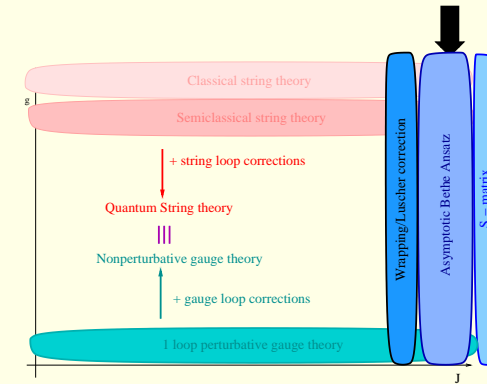 Classical string theory
Semiclassical string theory
+ string loop corrections
Quantum String theory
Nonperturbative gauge theory
+ gauge loop corrections
1 loop perturbative gauge theory
Wrapping/Luscher correction
Asymptotic Bethe Ansatz
S - matrix
J